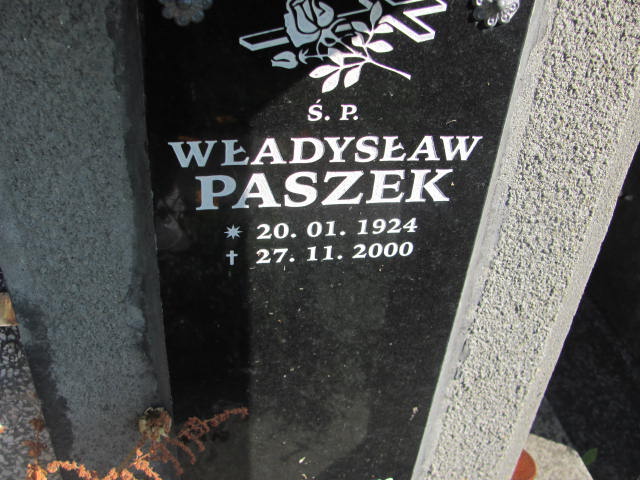 Ś. P.
WŁADYSŁAW
PASZEK
* 20. 01. 1924
† 27. 11. 2000